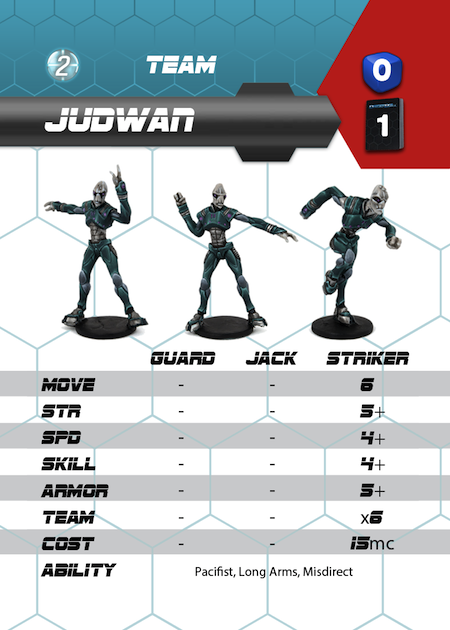 2 TEAM 0
JUDWAN 1
GUARD JACK STRIKER
MOVE - - 6
STR - - 5+
SPD - - 4+
SKILL - - 4+
ARMOR - - 5+
TEAM - - x6
COST - - 15mc
ABILITY Pacifist, Long Arms, Misdirect